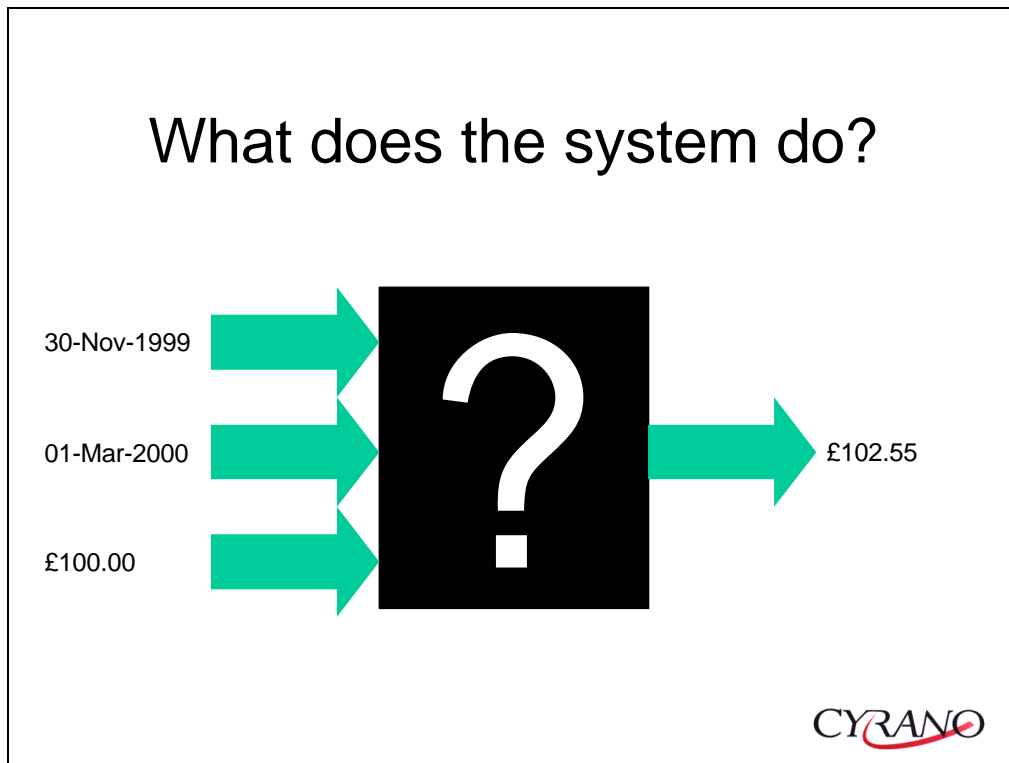 What does the system do?
30-Nov-1999
01-Mar-2000
£100.00
?
£102.55
CYRANO